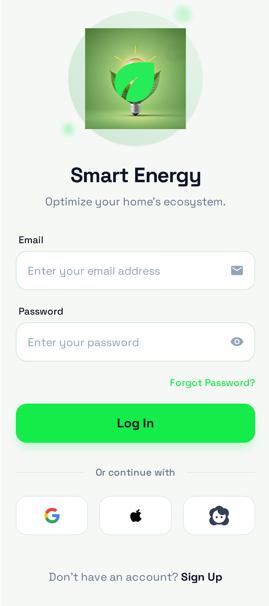 Smart Energy
Optimize your home's ecosystem.
Email
Enter your email address
Password
Enter your password
Forgot Password?
Log In
Or continue with
Don't have an account? Sign Up